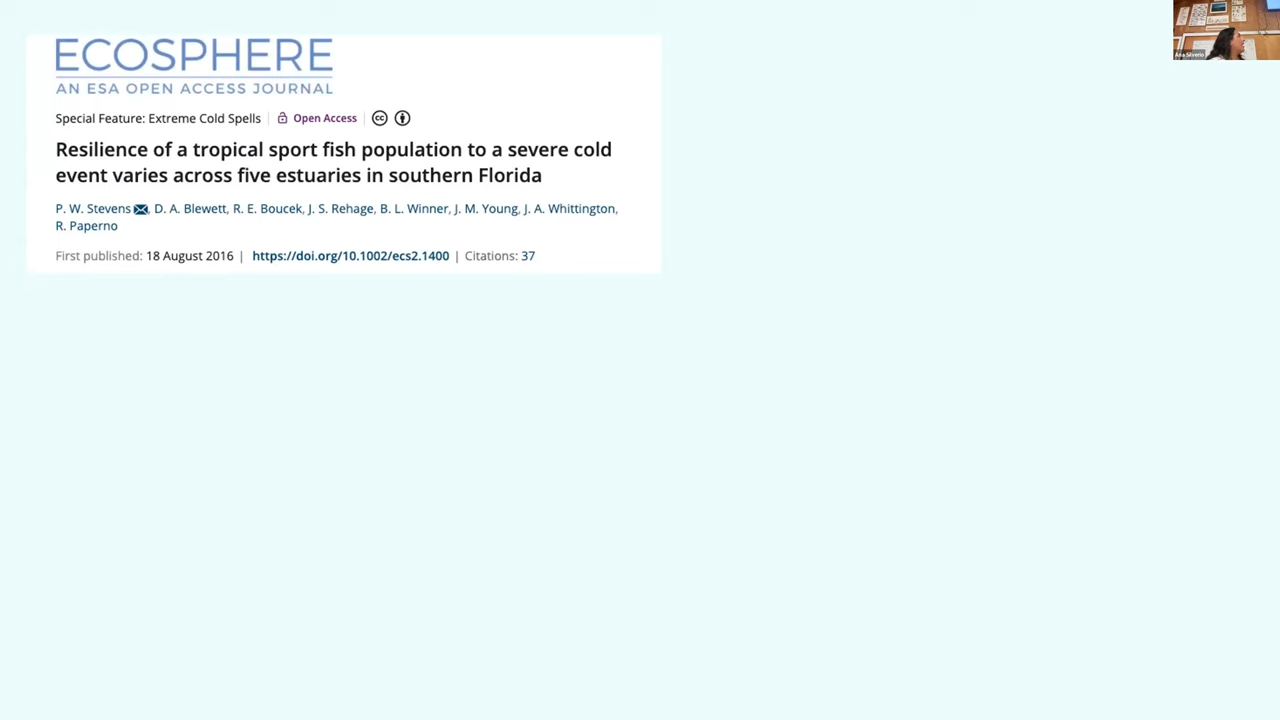 ECOSPHERE
AN ESA OPEN ACCESS JOURNAL
Special Feature: Extreme Cold Spells | Open Access
Resilience of a tropical sport fish population to a severe cold
event varies across five estuaries in southern Florida
P. W. Stevens, D. A. Blewett, R. E. Boucek, J. S. Rehage, B. L. Winner, J. M. Young, J. A. Whittington,
R. Paperno
First published: 18 August 2016 | https://doi.org/10.1002/ecs2.1400 | Citations: 37
Ana Silverio